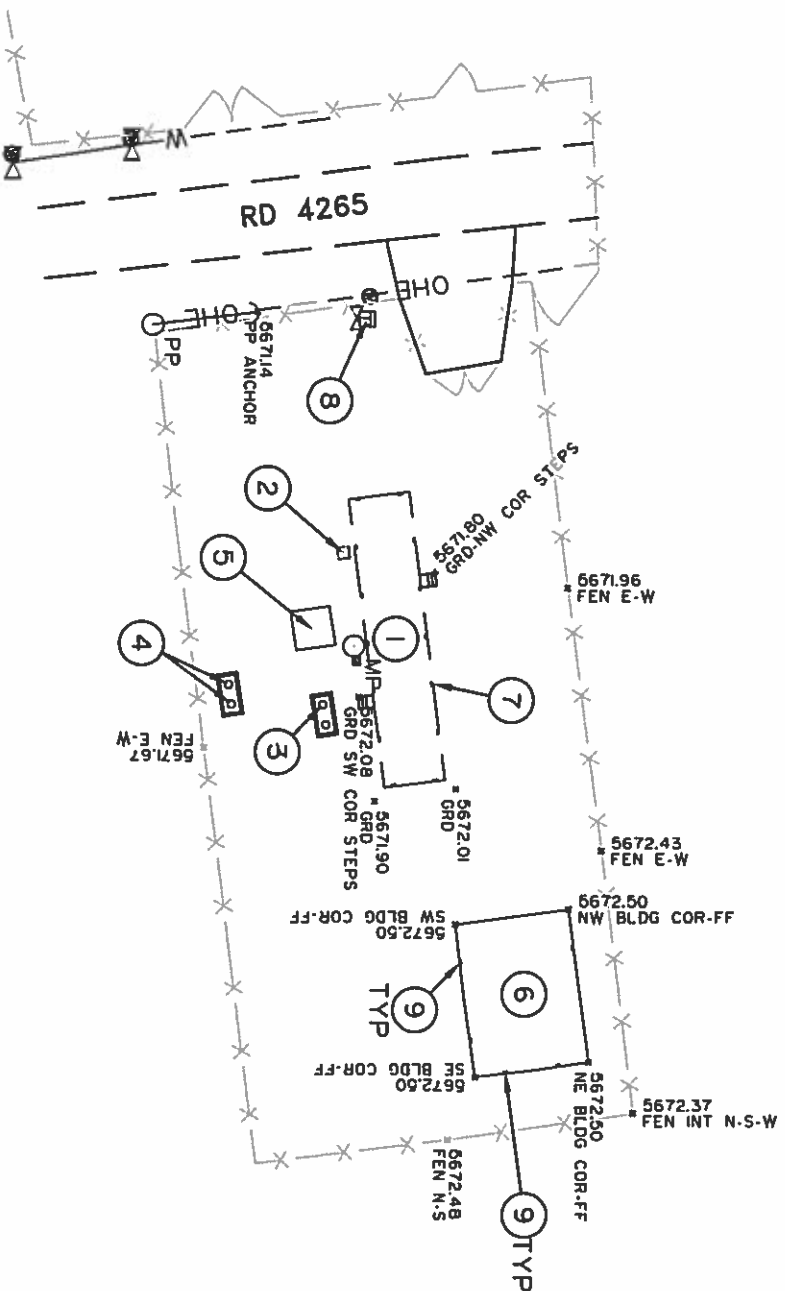 W
RD 4265
OHE
OHE
5671.14
PP ANCHOR
PP
8
2
5671.80
GRD-NW COR STEPS
5
5671.96
FEN E-W
1
4
MP
7
3
5671.67
FEN E-W
5672.08
GRD SW COR STEPS
5671.90
GRD
5672.01
GRD
5672.43
FEN E-W
5672.50
NW BLDG COR-FF
5672.50
SW BLDG COR-FF
6
9
TYP
5672.50
SE BLDG COR-FF
5672.50
NE BLDG COR-FF
5672.37
FEN INT N-S-W
5672.48
FEN N-S
9 TYP